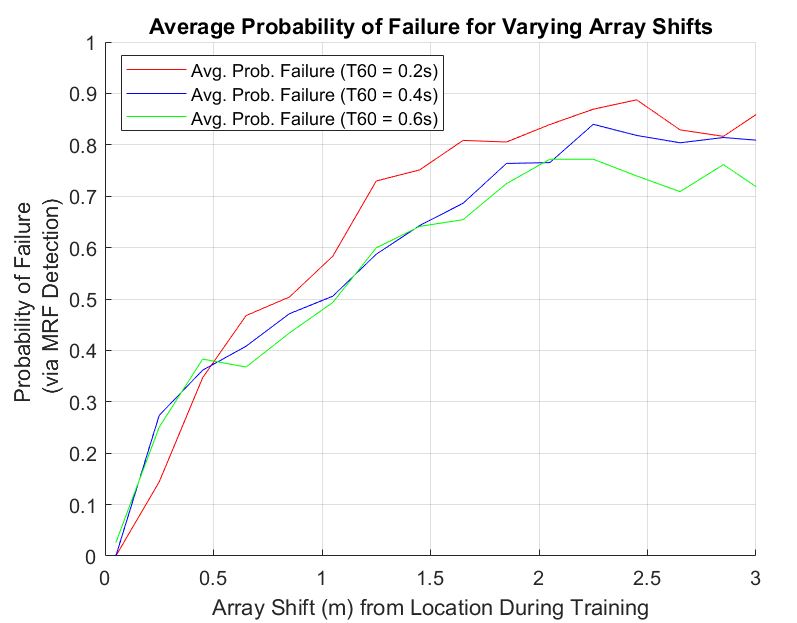 Average Probability of Failure for Varying Array Shifts
Avg. Prob. Failure (T60 = 0.2s)
Avg. Prob. Failure (T60 = 0.4s)
Avg. Prob. Failure (T60 = 0.6s)
Probability of Failure
(via MRF Detection)
1
0.9
0.8
0.7
0.6
0.5
0.4
0.3
0.2
0.1
0
0 0.5 1 1.5 2 2.5 3
Array Shift (m) from Location During Training